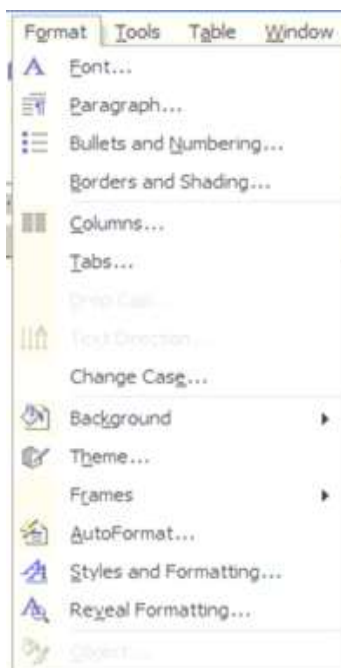 Format Tools Table Window
Font...
Paragraph...
Bullets and Numbering...
Borders and Shading...
Columns...
Tabs...
Drop Cap...
Text Direction...
Change Case...
Background
Theme...
Frames
AutoFormat...
Styles and Formatting...
Reveal Formatting...
Object...